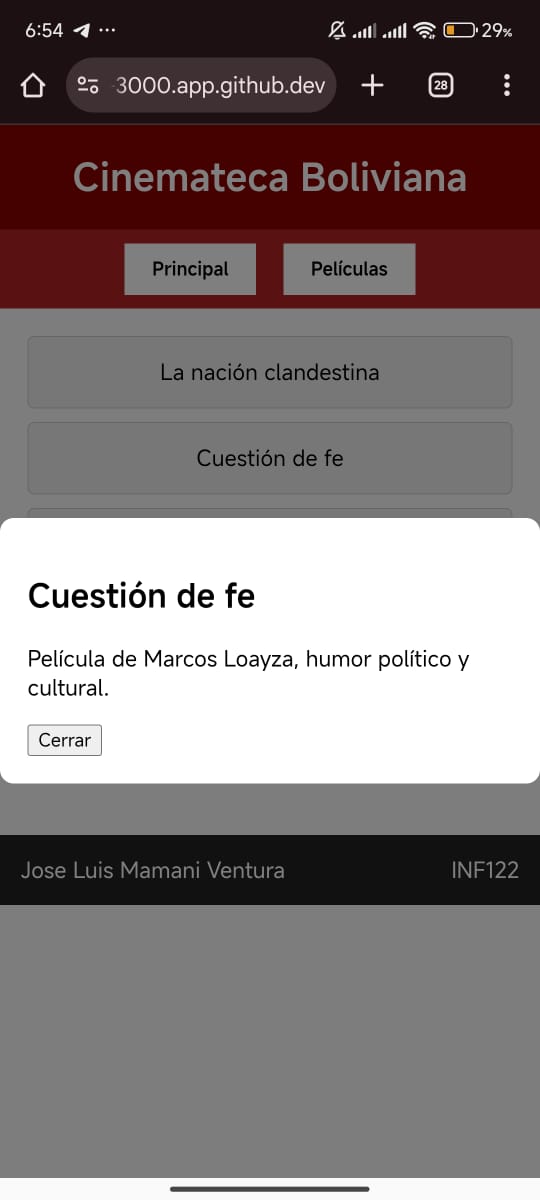 6:54
29%
-3000.app.github.dev
28
Cinemateca Boliviana
Principal
Películas
La nación clandestina
Cuestión de fe
Cuestión de fe
Película de Marcos Loayza, humor político y
cultural.
Cerrar
Jose Luis Mamani Ventura
INF122